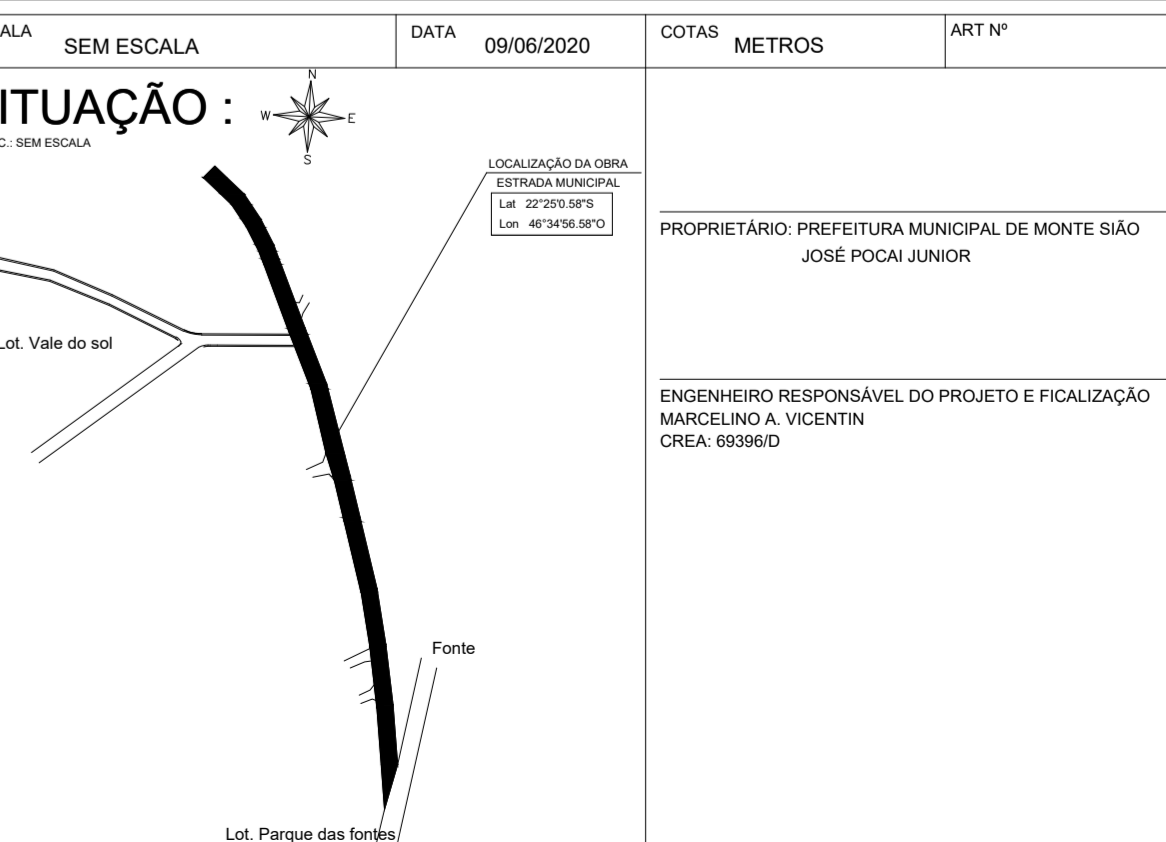 ALA
SEM ESCALA
DATA
09/06/2020
COTAS
METROS
ART Nº
ITUAÇÃO :
C.: SEM ESCALA
N
W
E
S
LOCALIZAÇÃO DA OBRA
ESTRADA MUNICIPAL
Lat 22°25'0.58"S
Lon 46°34'56.58"O
Lot. Vale do sol
Fonte
Lot. Parque das fontes
PROPRIETÁRIO: PREFEITURA MUNICIPAL DE MONTE SIÃO
JOSÉ POCAI JUNIOR
ENGENHEIRO RESPONSÁVEL DO PROJETO E FICALIZAÇÃO
MARCELINO A. VICENTIN
CREA: 69396/D